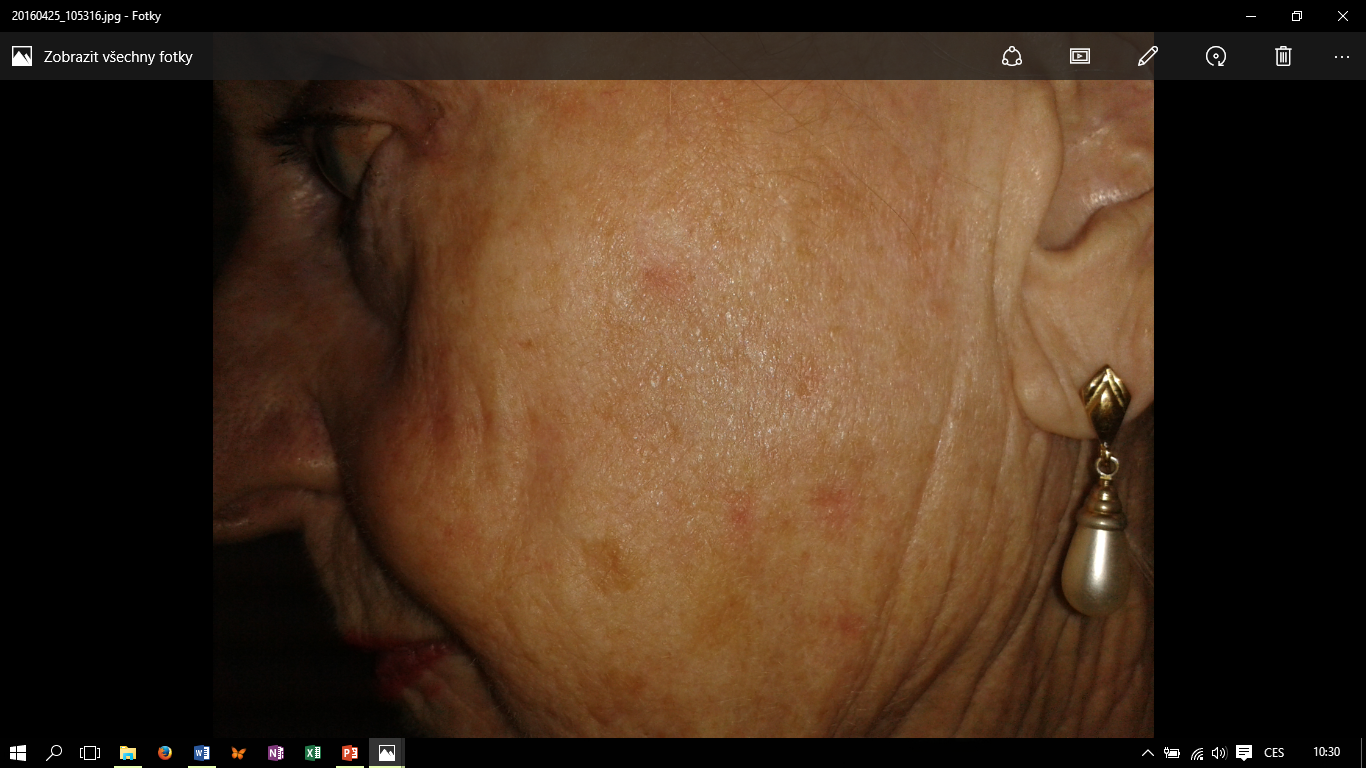 20160425_105316.jpg - Fotky
Zobrazit všechny fotky
CES
10:30